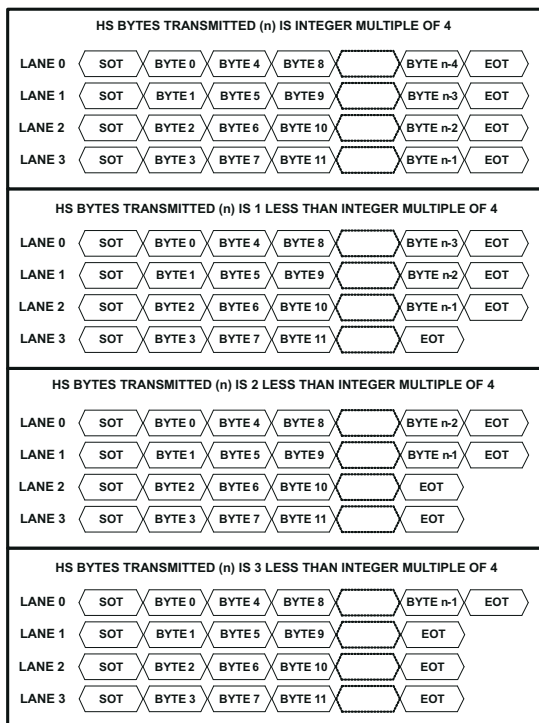 HS BYTES TRANSMITTED (n) IS INTEGER MULTIPLE OF 4
LANE 0 SOT BYTE 0 BYTE 4 BYTE 8 BYTE n-4 EOT
LANE 1 SOT BYTE 1 BYTE 5 BYTE 9 BYTE n-3 EOT
LANE 2 SOT BYTE 2 BYTE 6 BYTE 10 BYTE n-2 EOT
LANE 3 SOT BYTE 3 BYTE 7 BYTE 11 BYTE n-1 EOT
HS BYTES TRANSMITTED (n) IS 1 LESS THAN INTEGER MULTIPLE OF 4
LANE 0 SOT BYTE 0 BYTE 4 BYTE 8 BYTE n-3 EOT
LANE 1 SOT BYTE 1 BYTE 5 BYTE 9 BYTE n-2 EOT
LANE 2 SOT BYTE 2 BYTE 6 BYTE 10 BYTE n-1 EOT
LANE 3 SOT BYTE 3 BYTE 7 BYTE 11 EOT
HS BYTES TRANSMITTED (n) IS 2 LESS THAN INTEGER MULTIPLE OF 4
LANE 0 SOT BYTE 0 BYTE 4 BYTE 8 BYTE n-2 EOT
LANE 1 SOT BYTE 1 BYTE 5 BYTE 9 BYTE n-1 EOT
LANE 2 SOT BYTE 2 BYTE 6 BYTE 10 EOT
LANE 3 SOT BYTE 3 BYTE 7 BYTE 11 EOT
HS BYTES TRANSMITTED (n) IS 3 LESS THAN INTEGER MULTIPLE OF 4
LANE 0 SOT BYTE 0 BYTE 4 BYTE 8 BYTE n-1 EOT
LANE 1 SOT BYTE 1 BYTE 5 BYTE 9 EOT
LANE 2 SOT BYTE 2 BYTE 6 BYTE 10 EOT
LANE 3 SOT BYTE 3 BYTE 7 BYTE 11 EOT